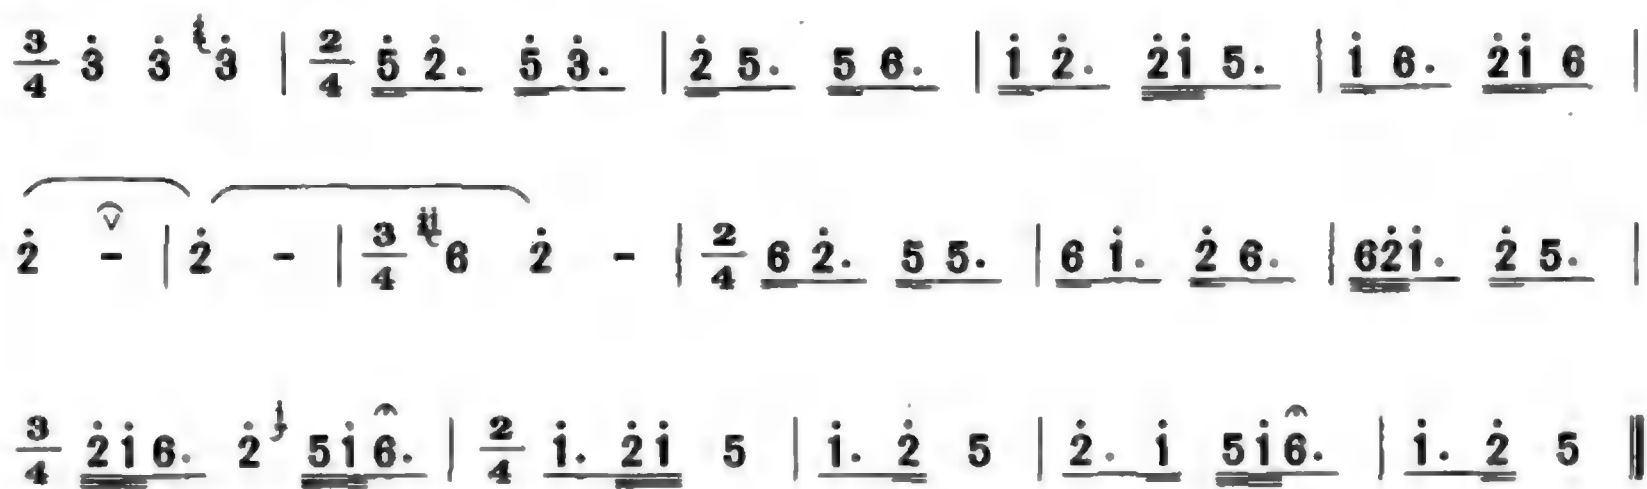 3/4 3̇ 3̇ 3̇ | 2/4 5̇ 2̇. 5̇ 3̇. | 2̇ 5. 5 6. | 1̇ 2̇. 2̇1̇ 5. | 1̇ 6. 2̇1̇ 6 |
2̇ - | 2̇ - | 3/4 6 2̇ - | 2/4 6 2̇. 5 5. | 6 1̇. 2̇ 6. | 62̇1̇. 2̇ 5. |
3/4 2̇1̇6. 2̇ 51̇6. | 2/4 1̇. 2̇1̇ 5 | 1̇. 2̇ 5 | 2̇. 1̇ 51̇6. | 1̇. 2̇ 5 ‖